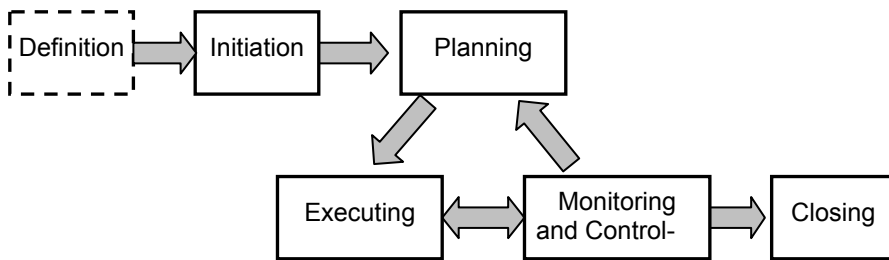 Definition
Initiation
Planning
Executing
Monitoring
and Control-
Closing